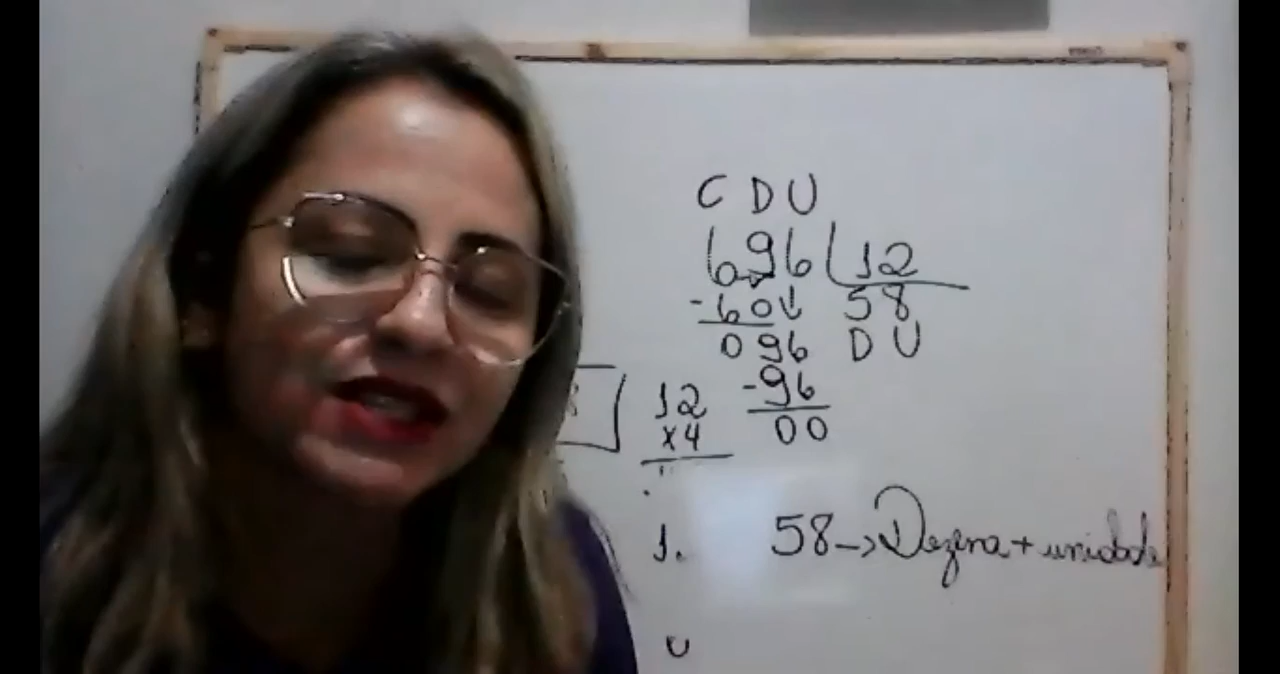 C D U
696 12
-60 58
096 D U
-96
00
12
x4
58 -> Dezena + unidade